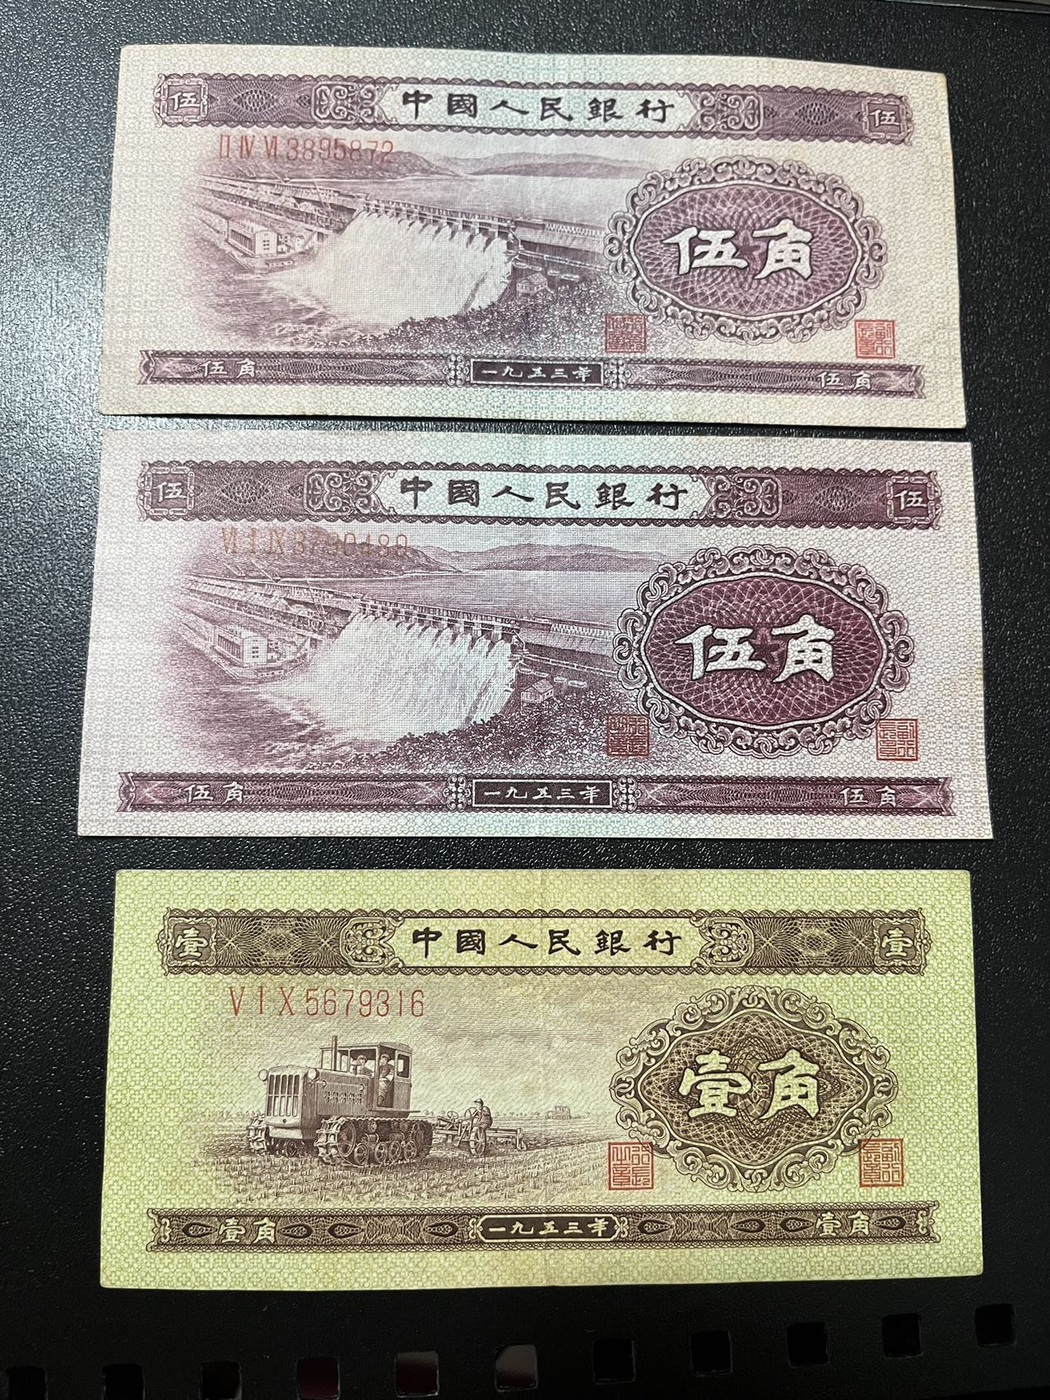 伍 中國人民銀行 伍
II IV VI 3895872
伍角
伍角 一九五三年 伍角
伍 中國人民銀行 伍
VI I IX 3790480
伍角
伍角 一九五三年 伍角
壹 中國人民銀行 壹
V I X 5679316
壹角
壹角 一九五三年 壹角